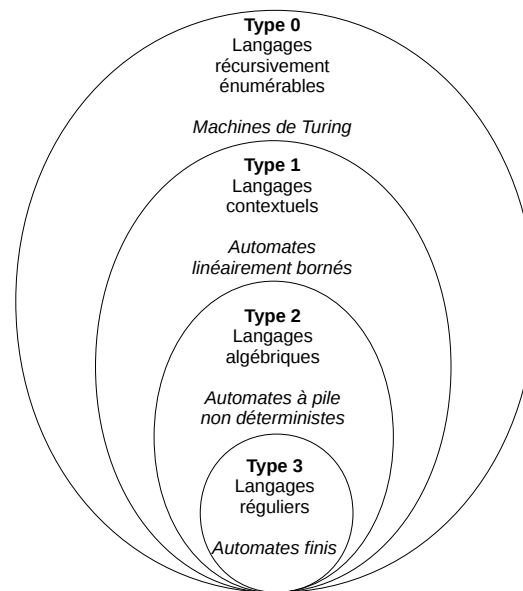 Type 0
Langages
récursivement
énumérables
Machines de Turing
Type 1
Langages
contextuels
Automates
linéairement bornés
Type 2
Langages
algébriques
Automates à pile
non déterministes
Type 3
Langages
réguliers
Automates finis